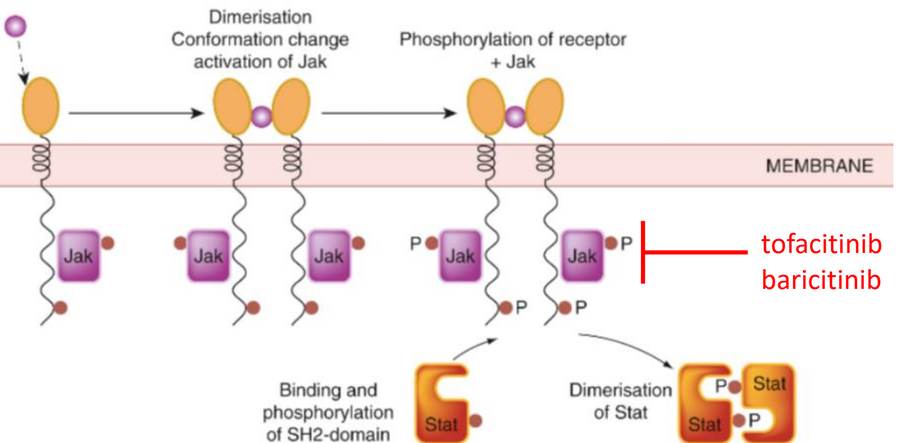 Dimerisation
Conformation change
activation of Jak
Phosphorylation of receptor
+ Jak
MEMBRANE
Jak
Jak
Jak
P
Jak
Jak
P
tofacitinib
baricitinib
P
P
Binding and
phosphorylation
of SH2-domain
Stat
Dimerisation
of Stat
P
Stat
Stat
P